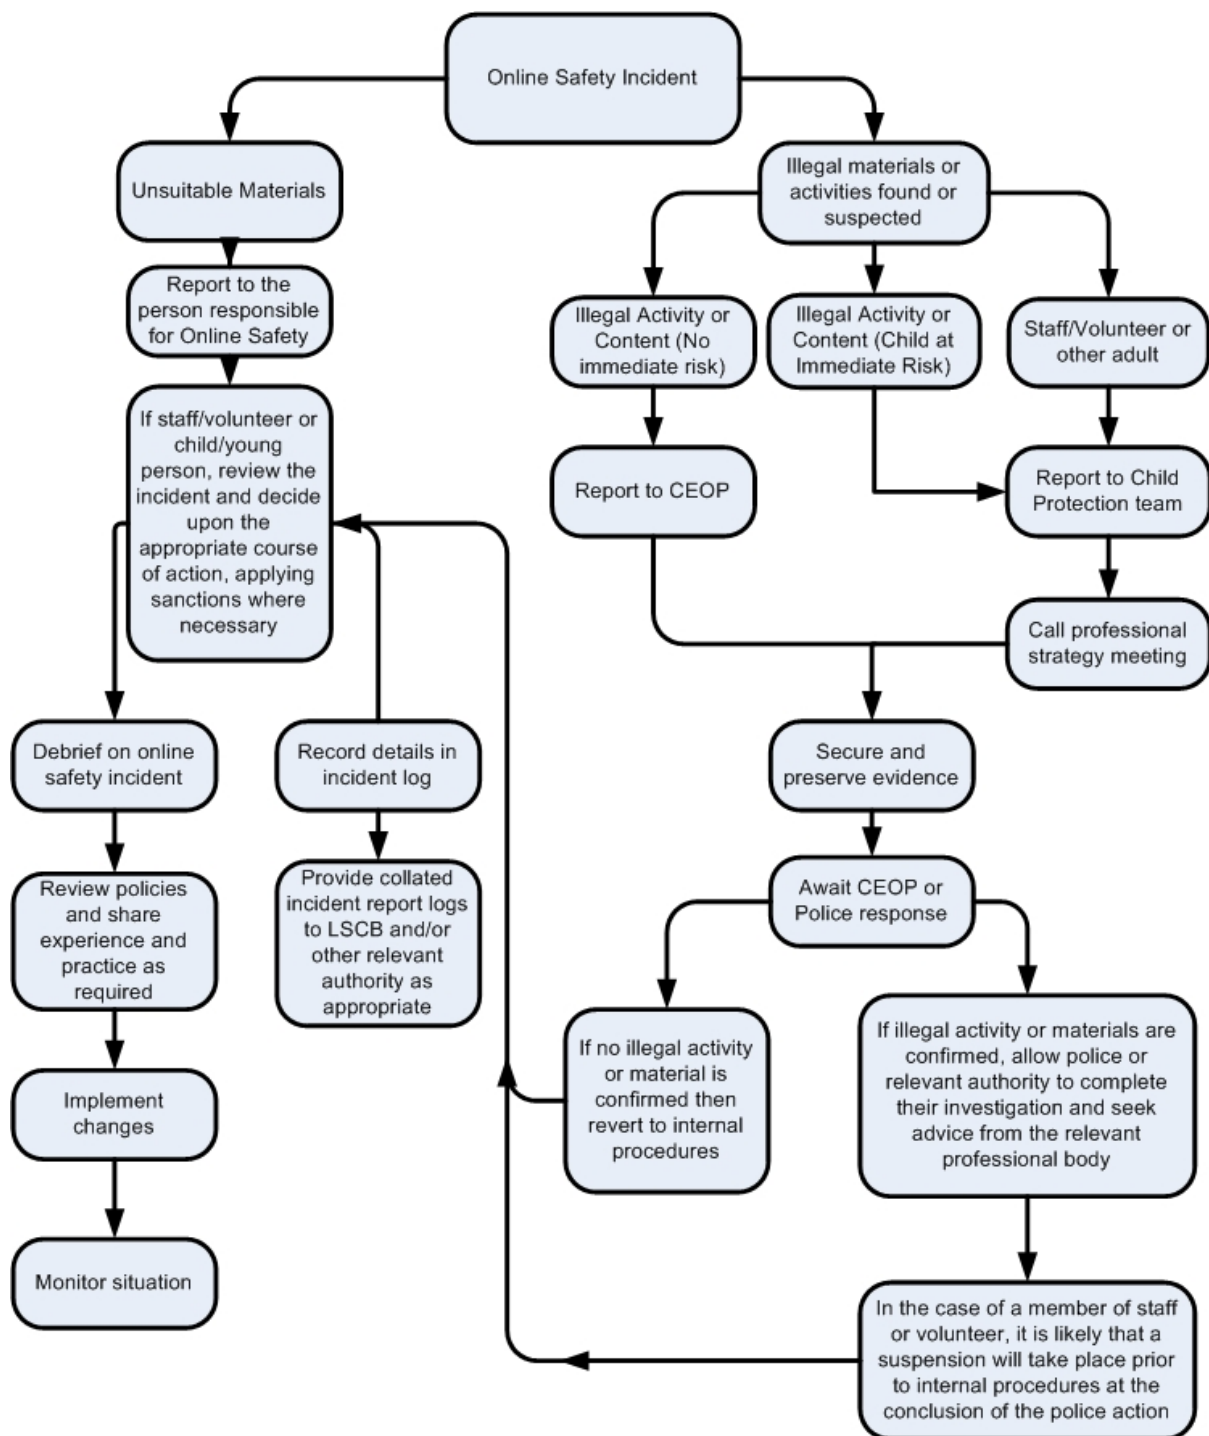 Online Safety Incident
Unsuitable Materials
Report to the
person responsible
for Online Safety
If staff/volunteer or
child/young
person, review the
incident and decide
upon the
appropriate course
of action, applying
sanctions where
necessary
Debrief on online
safety incident
Review policies
and share
experience and
practice as
required
Implement
changes
Monitor situation
Record details in
incident log
Provide collated
incident report logs
to LSCB and/or
other relevant
authority as
appropriate
Illegal materials or
activities found or
suspected
Illegal Activity or
Content (No
immediate risk)
Illegal Activity or
Content (Child at
Immediate Risk)
Staff/Volunteer or
other adult
Report to CEOP
Report to Child
Protection team
Call professional
strategy meeting
Secure and
preserve evidence
Await CEOP or
Police response
If no illegal activity
or material is
confirmed then
revert to internal
procedures
If illegal activity or materials are
confirmed, allow police or
relevant authority to complete
their investigation and seek
advice from the relevant
professional body
In the case of a member of staff
or volunteer, it is likely that a
suspension will take place prior
to internal procedures at the
conclusion of the police action